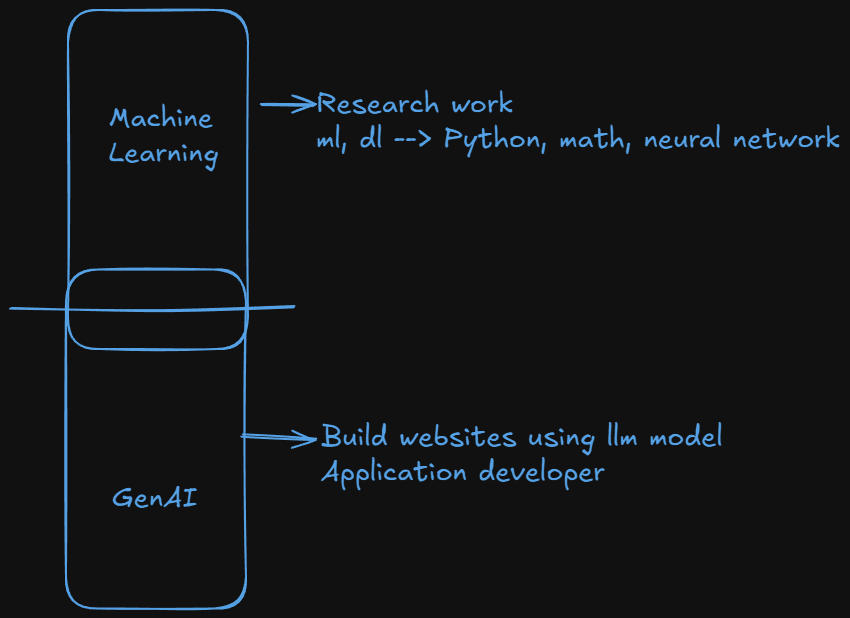 Machine
Learning
Research work
ml, dl --> Python, math, neural network
GenAI
Build websites using llm model
Application developer